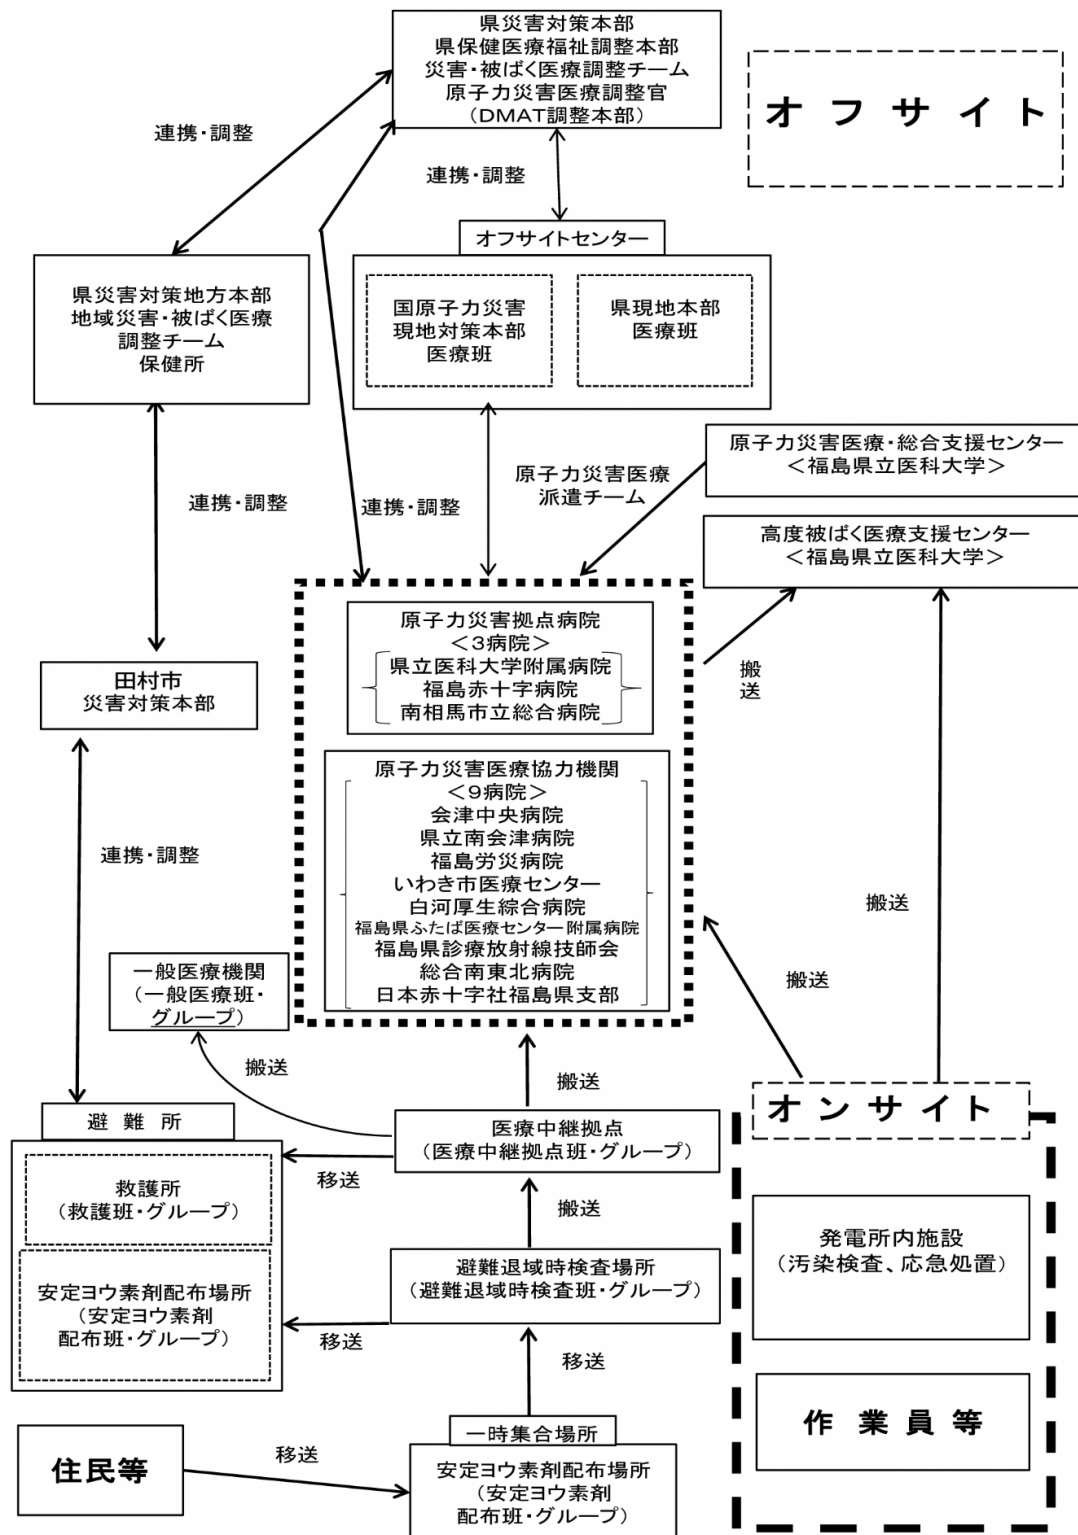 県災害対策本部
県保健医療福祉調整本部
災害・被ばく医療調整チーム
原子力災害医療調整官
（DMAT調整本部）
オフサイト
連携・調整
連携・調整
オフサイトセンター
県災害対策地方本部
地域災害・被ばく医療
調整チーム
保健所
国原子力災害
現地対策本部
医療班
県現地本部
医療班
原子力災害医療・総合支援センター
＜福島県立医科大学＞
連携・調整
連携・調整
原子力災害医療
派遣チーム
高度被ばく医療支援センター
＜福島県立医科大学＞
原子力災害拠点病院
＜3病院＞
県立医科大学附属病院
福島赤十字病院
南相馬市立総合病院
搬
送
田村市
災害対策本部
原子力災害医療協力機関
＜9病院＞
会津中央病院
県立南会津病院
福島労災病院
いわき市医療センター
白河厚生綜合病院
福島県ふたば医療センター附属病院
福島県診療放射線技師会
総合南東北病院
日本赤十字社福島県支部
連携・調整
搬送
搬送
一般医療機関
（一般医療班・
グループ）
搬送
搬送
オンサイト
避難所
医療中継拠点
（医療中継拠点班・グループ）
移送
救護所
（救護班・グループ）
搬送
発電所内施設
（汚染検査、応急処置）
避難退域時検査場所
（避難退域時検査班・グループ）
安定ヨウ素剤配布場所
（安定ヨウ素剤
配布班・グループ）
移送
移送
作業員等
一時集合場所
住民等
移送
安定ヨウ素剤配布場所
（安定ヨウ素剤
配布班・グループ）